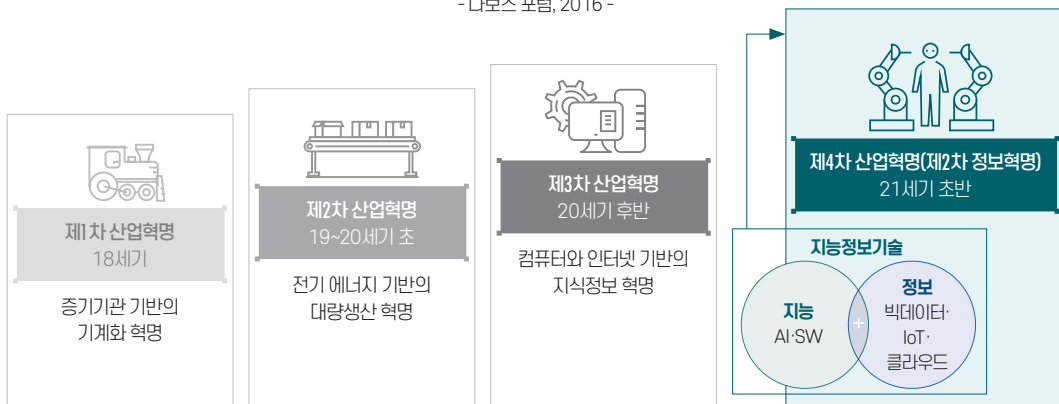 - 다보스 포럼, 2016 -
제1차 산업혁명
18세기
증기기관 기반의
기계화 혁명
제2차 산업혁명
19~20세기 초
전기 에너지 기반의
대량생산 혁명
제3차 산업혁명
20세기 후반
컴퓨터와 인터넷 기반의
지식정보 혁명
제4차 산업혁명(제2차 정보혁명)
21세기 초반
지능정보기술
지능
AI·SW
+
정보
빅데이터·
IoT·
클라우드